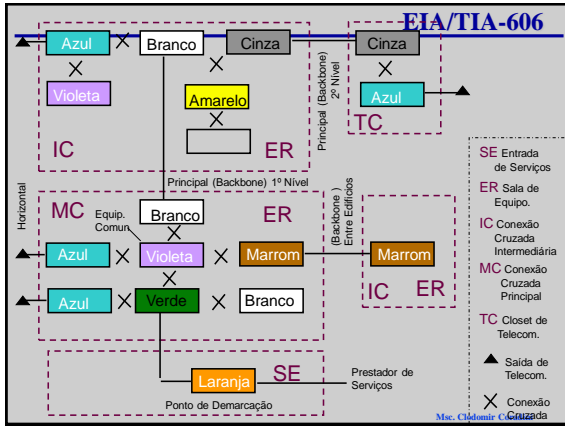 EIA/TIA-606
Azul
Branco
Cinza
Cinza
Violeta
Amarelo
Azul
IC
ER
TC
Principal (Backbone)
2º Nível
Principal (Backbone) 1º Nível
Horizontal
MC
Equip.
Comun.
Branco
ER
(Backbone)
Entre Edifícios
Azul
Violeta
Marrom
Marrom
IC
ER
Azul
Verde
Branco
Laranja
SE
Prestador de
Serviços
Ponto de Demarcação
SE Entrada
de Serviços
ER Sala de
Equipo.
IC Conexão
Cruzada
Intermediária
MC Conexão
Cruzada
Principal
TC Closet de
Telecom.
Saída de
Telecom.
Conexão
Cruzada
Msc. Clodomir